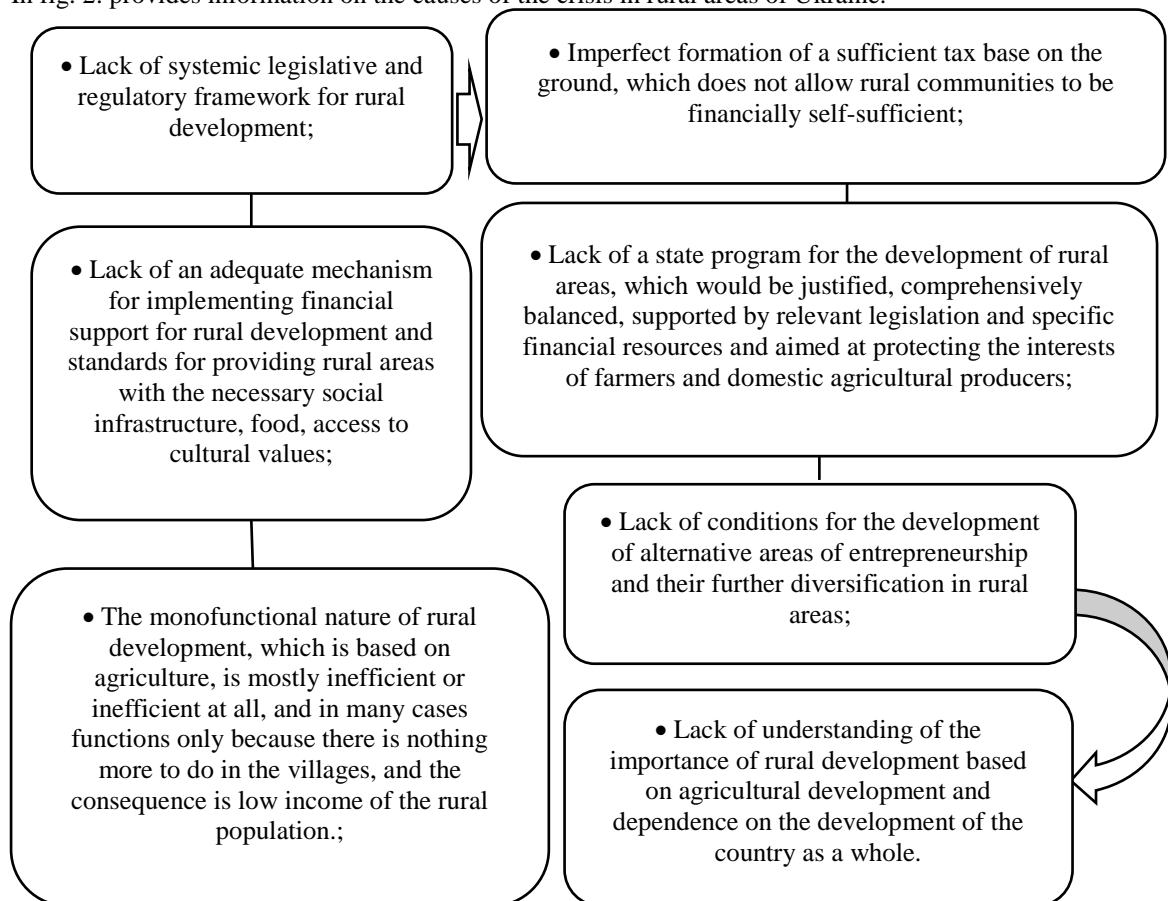 In fig. 2. provides information on the causes of the crisis in rural areas of Ukraine.
• Lack of systemic legislative and
regulatory framework for rural
development;
• Imperfect formation of a sufficient tax base on the
ground, which does not allow rural communities to be
financially self-sufficient;
• Lack of an adequate mechanism
for implementing financial
support for rural development and
standards for providing rural areas
with the necessary social
infrastructure, food, access to
cultural values;
• Lack of a state program for the development of rural
areas, which would be justified, comprehensively
balanced, supported by relevant legislation and specific
financial resources and aimed at protecting the interests
of farmers and domestic agricultural producers;
• The monofunctional nature of rural
development, which is based on
agriculture, is mostly inefficient or
inefficient at all, and in many cases
functions only because there is nothing
more to do in the villages, and the
consequence is low income of the rural
population.;
• Lack of conditions for the development
of alternative areas of entrepreneurship
and their further diversification in rural
areas;
• Lack of understanding of the
importance of rural development based
on agricultural development and
dependence on the development of the
country as a whole.